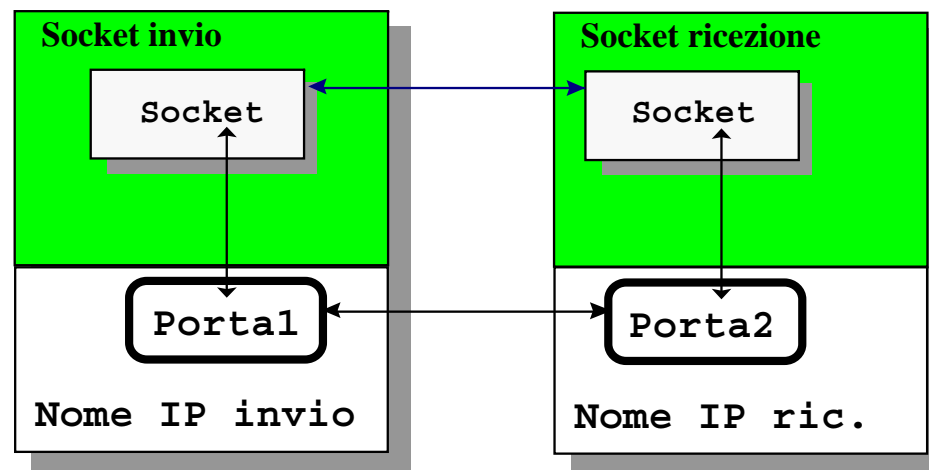 Socket invio
Socket
Porta1
Nome IP invio
Socket ricezione
Socket
Porta2
Nome IP ric.